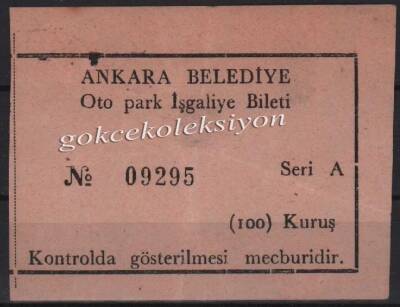 ANKARA BELEDİYE
Oto park İşgaliye Bileti
gokcekoleksiyon
№ 09295 Seri A
(100) Kuruş
Kontrolda gösterilmesi mecburidir.